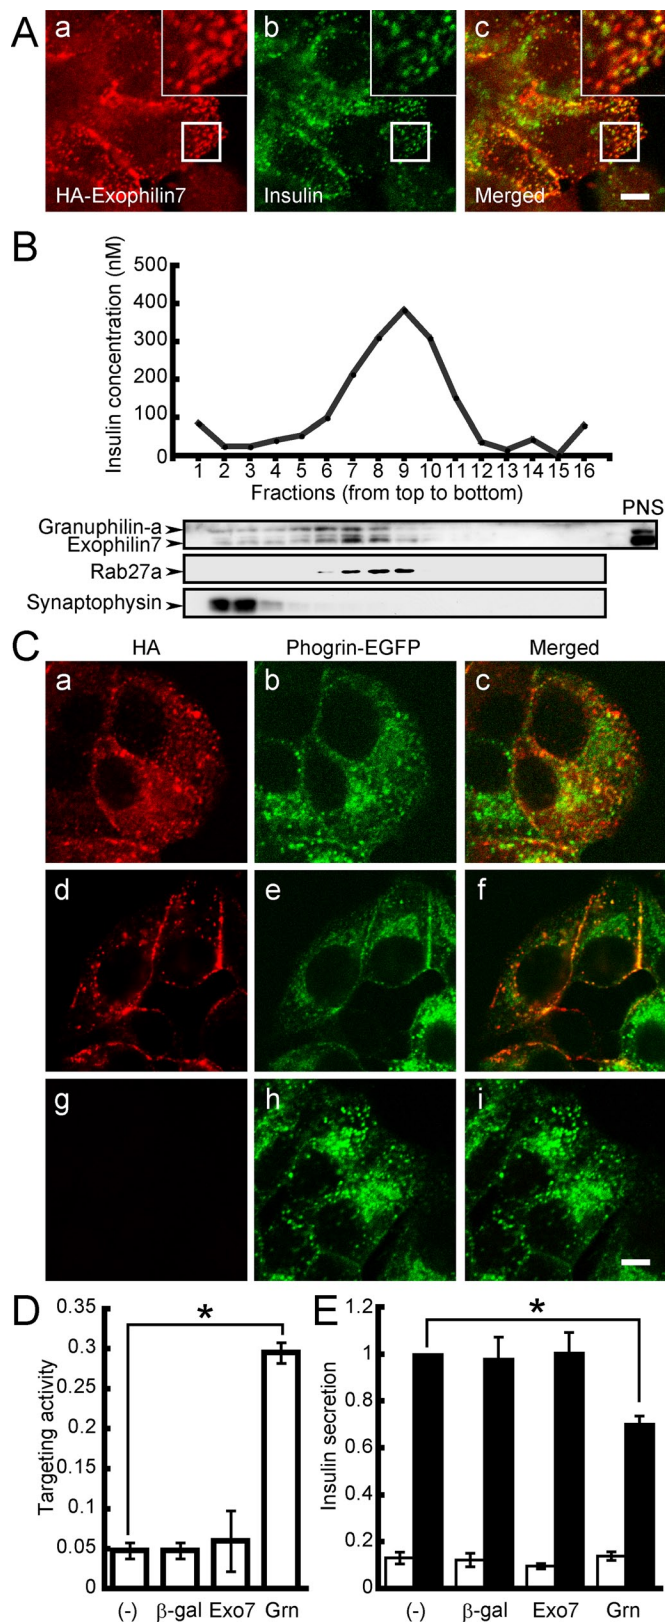 A
a
b
c
HA-Exophilin7
Insulin
Merged
B
Insulin concentration (nM)
500
400
300
200
100
0
1 2 3 4 5 6 7 8 9 10 11 12 13 14 15 16
Fractions (from top to bottom)
PNS
Granuphilin-a
Exophilin7
Rab27a
Synaptophysin
C
HA
Phogrin-EGFP
Merged
a
b
c
d
e
f
g
h
i
D
Targeting activity
0.35
0.3
0.25
0.2
0.15
0.1
0.05
0
*
(-) β-gal Exo7 Grn
E
Insulin secretion
1.2
1
0.8
0.6
0.4
0.2
0
*
(-) β-gal Exo7 Grn